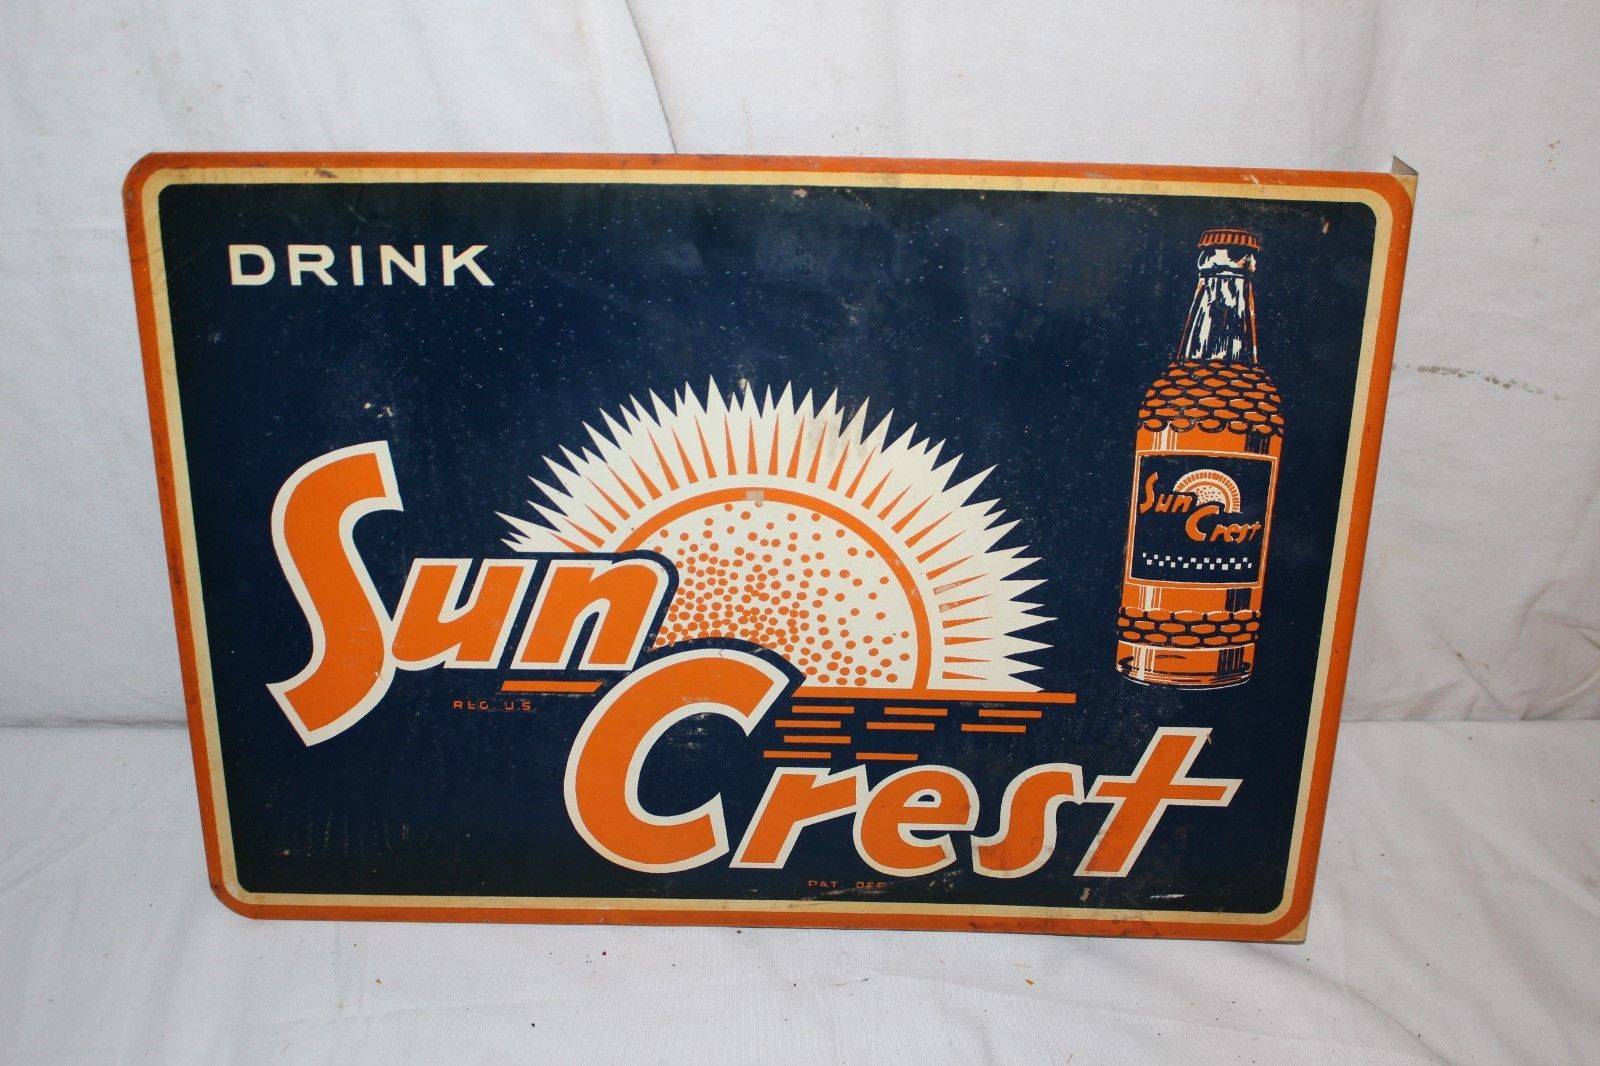 DRINK
Sun
Crest
REG. U.S.
PAT. OFF.
Sun
Crest